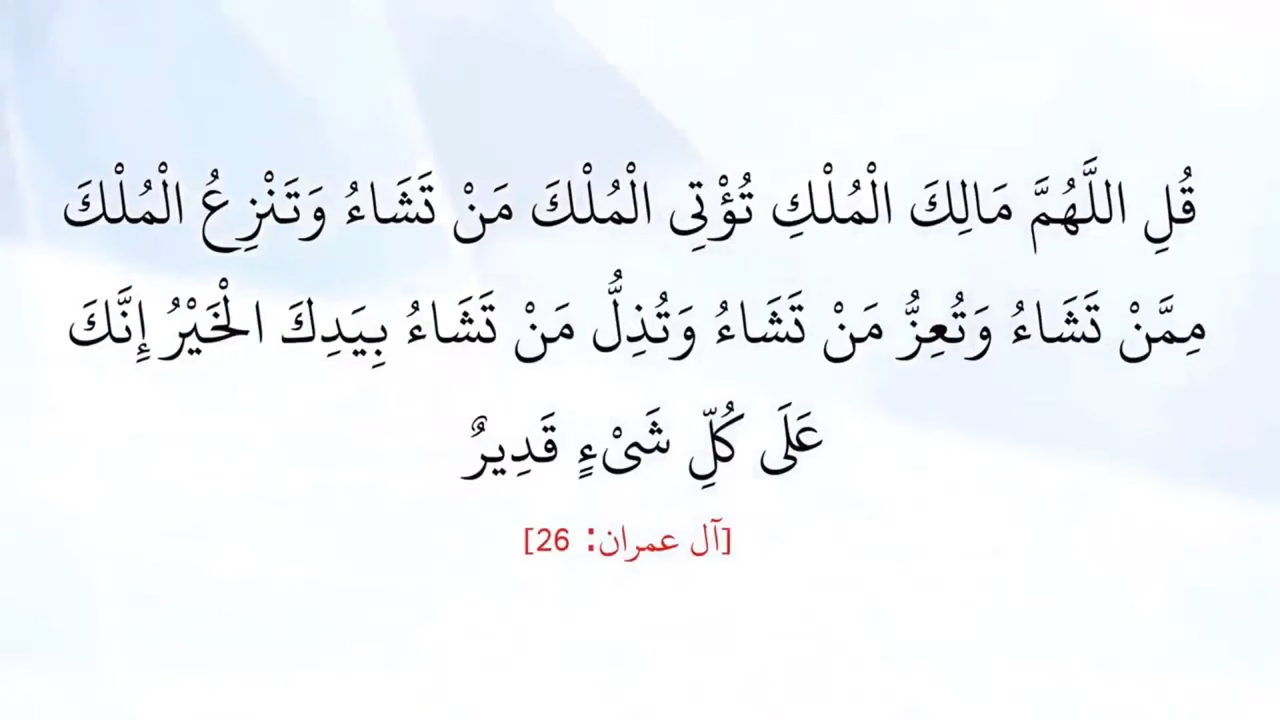 قُلِ اللَّهُمَّ مَالِكَ الْمُلْكِ تُؤْتِى الْمُلْكَ مَنْ تَشَاءُ وَتَنْزِعُ الْمُلْكَ
مِمَّنْ تَشَاءُ وَتُعِزُّ مَنْ تَشَاءُ وَتُذِلُّ مَنْ تَشَاءُ بِيَدِكَ الْخَيْرُ إِنَّكَ
عَلَى كُلِّ شَىْءٍ قَدِيرٌ
[آل عمران: 26]